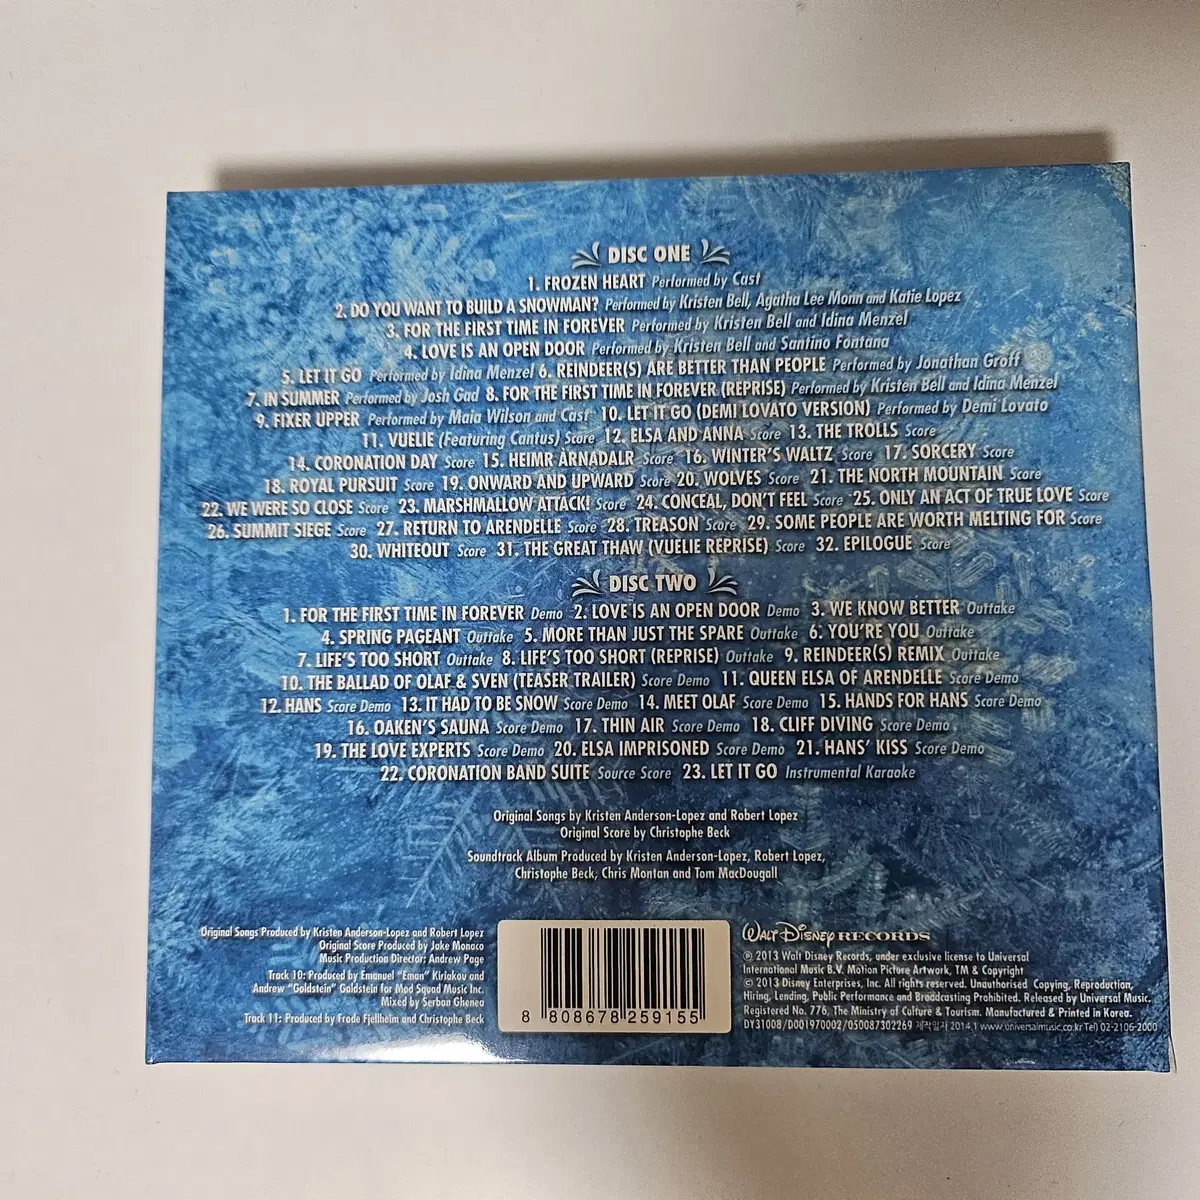 DISC ONE
1. FROZEN HEART Performed by Cast
2. DO YOU WANT TO BUILD A SNOWMAN? Performed by Kristen Bell, Agatha Lee Monn and Katie Lopez
3. FOR THE FIRST TIME IN FOREVER Performed by Kristen Bell and Idina Menzel
4. LOVE IS AN OPEN DOOR Performed by Kristen Bell and Santino Fontana
5. LET IT GO Performed by Idina Menzel 6. REINDEER(S) ARE BETTER THAN PEOPLE Performed by Jonathan Groff
7. IN SUMMER Performed by Josh Gad 8. FOR THE FIRST TIME IN FOREVER (REPRISE) Performed by Kristen Bell and Idina Menzel
9. FIXER UPPER Performed by Maia Wilson and Cast 10. LET IT GO (DEMI LOVATO VERSION) Performed by Demi Lovato
11. VUELIE (Featuring Cantus) Score 12. ELSA AND ANNA Score 13. THE TROLLS Score
14. CORONATION DAY Score 15. HEIMR ÀRNADALR Score 16. WINTER'S WALTZ Score 17. SORCERY Score
18. ROYAL PURSUIT Score 19. ONWARD AND UPWARD Score 20. WOLVES Score 21. THE NORTH MOUNTAIN Score
22. WE WERE SO CLOSE Score 23. MARSHMALLOW ATTACK! Score 24. CONCEAL, DON'T FEEL Score 25. ONLY AN ACT OF TRUE LOVE Score
26. SUMMIT SIEGE Score 27. RETURN TO ARENDELLE Score 28. TREASON Score 29. SOME PEOPLE ARE WORTH MELTING FOR Score
30. WHITEOUT Score 31. THE GREAT THAW (VUELIE REPRISE) Score 32. EPILOGUE Score
DISC TWO
1. FOR THE FIRST TIME IN FOREVER Demo 2. LOVE IS AN OPEN DOOR Demo 3. WE KNOW BETTER Outtake
4. SPRING PAGEANT Outtake 5. MORE THAN JUST THE SPARE Outtake 6. YOU'RE YOU Outtake
7. LIFE'S TOO SHORT Outtake 8. LIFE'S TOO SHORT (REPRISE) Outtake 9. REINDEER(S) REMIX Outtake
10. THE BALLAD OF OLAF & SVEN (TEASER TRAILER) Score Demo 11. QUEEN ELSA OF ARENDELLE Score Demo
12. HANS Score Demo 13. IT HAD TO BE SNOW Score Demo 14. MEET OLAF Score Demo 15. HANDS FOR HANS Score Demo
16. OAKEN'S SAUNA Score Demo 17. THIN AIR Score Demo 18. CLIFF DIVING Score Demo
19. THE LOVE EXPERTS Score Demo 20. ELSA IMPRISONED Score Demo 21. HANS' KISS Score Demo
22. CORONATION BAND SUITE Source Score 23. LET IT GO Instrumental Karaoke
Original Songs by Kristen Anderson-Lopez and Robert Lopez
Original Score by Christophe Beck
Soundtrack Album Produced by Kristen Anderson-Lopez, Robert Lopez,
Christophe Beck, Chris Montan and Tom MacDougall
Original Songs Produced by Kristen Anderson-Lopez and Robert Lopez
Original Score Produced by Jake Monaco
Music Production Director: Andrew Page
Track 10: Produced by Emanuel "Eman" Kiriakou and
Andrew "Goldstein" Goldstein for Mod Squad Music Inc.
Mixed by Serban Ghenea
Track 11: Produced by Frode Fjellheim and Christophe Beck
8 808678 259155
WALT DISNEY RECORDS
℗ 2013 Walt Disney Records, under exclusive license to Universal
International Music B.V. Motion Picture Artwork, TM & Copyright
© 2013 Disney Enterprises, Inc. All rights reserved. Unauthorised Copying, Reproduction,
Hiring, Lending, Public Performance and Broadcasting Prohibited. Released by Universal Music.
Registered No. 776, The Ministry of Culture & Tourism. Manufactured & Printed in Korea.
DY31008/D001970002/050087302269 제작일자 2014.1 www.universalmusic.co.kr Tel) 02-2106-2000